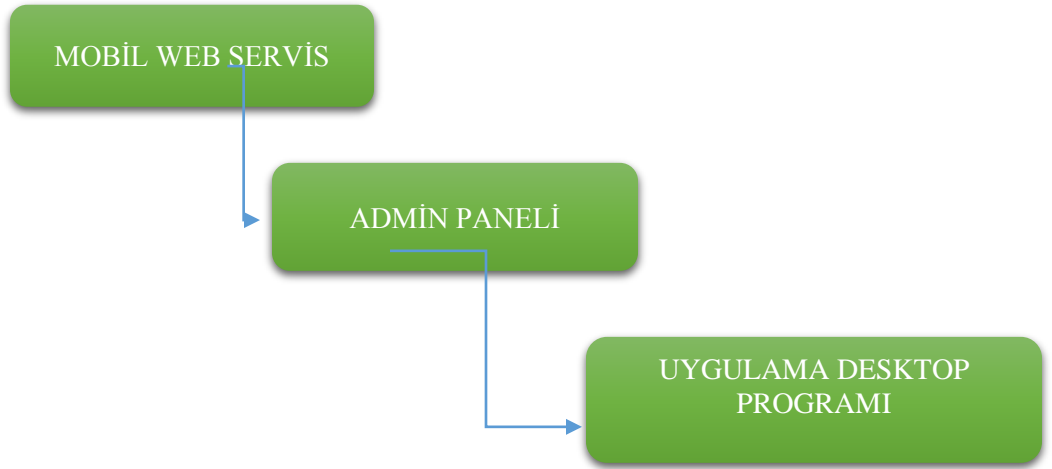 MOBİL WEB SERVİS
ADMİN PANELİ
UYGULAMA DESKTOP
PROGRAMI